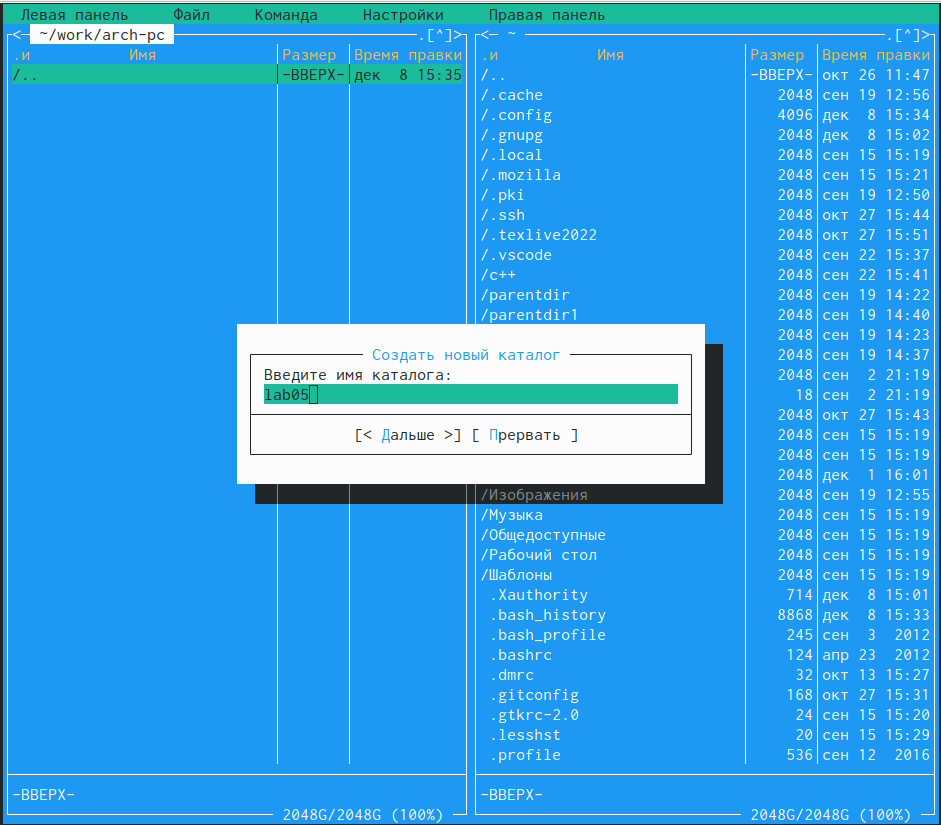 Левая панель Файл Команда Настройки Правая панель
<─ ~/work/arch-pc .[^]>
.и Имя Размер Время правки
/.. -ВВЕРХ- дек 8 15:35
-ВВЕРХ-
2048G/2048G (100%)
<─ ~ .[^]>
.и Имя Размер Время правки
/.. -ВВЕРХ- окт 26 11:47
/.cache 2048 сен 19 12:56
/.config 4096 дек 8 15:34
/.gnupg 2048 дек 8 15:02
/.local 2048 сен 15 15:19
/.mozilla 2048 сен 15 15:21
/.pki 2048 сен 19 12:50
/.ssh 2048 окт 27 15:44
/.texlive2022 2048 окт 27 15:51
/.vscode 2048 сен 22 15:37
/c++ 2048 сен 22 15:41
/parentdir 2048 сен 19 14:22
/parentdir1 2048 сен 19 14:40
2048 сен 19 14:23
2048 сен 19 14:37
2048 сен 2 21:19
18 сен 2 21:19
2048 окт 27 15:43
2048 сен 15 15:19
2048 сен 15 15:19
2048 дек 1 16:01
/Изображения 2048 сен 19 12:55
/Музыка 2048 сен 15 15:19
/Общедоступные 2048 сен 15 15:19
/Рабочий стол 2048 сен 15 15:19
/Шаблоны 2048 сен 15 15:19
.Xauthority 714 дек 8 15:01
.bash_history 8868 дек 8 15:33
.bash_profile 245 сен 3 2012
.bashrc 124 апр 23 2012
.dmrc 32 окт 13 15:27
.gitconfig 168 окт 27 15:31
.gtkrc-2.0 24 сен 15 15:20
.lesshst 20 сен 15 15:29
.profile 536 сен 12 2016
-ВВЕРХ-
2048G/2048G (100%)
Создать новый каталог
Введите имя каталога:
lab05
[< Дальше >] [ Прервать ]